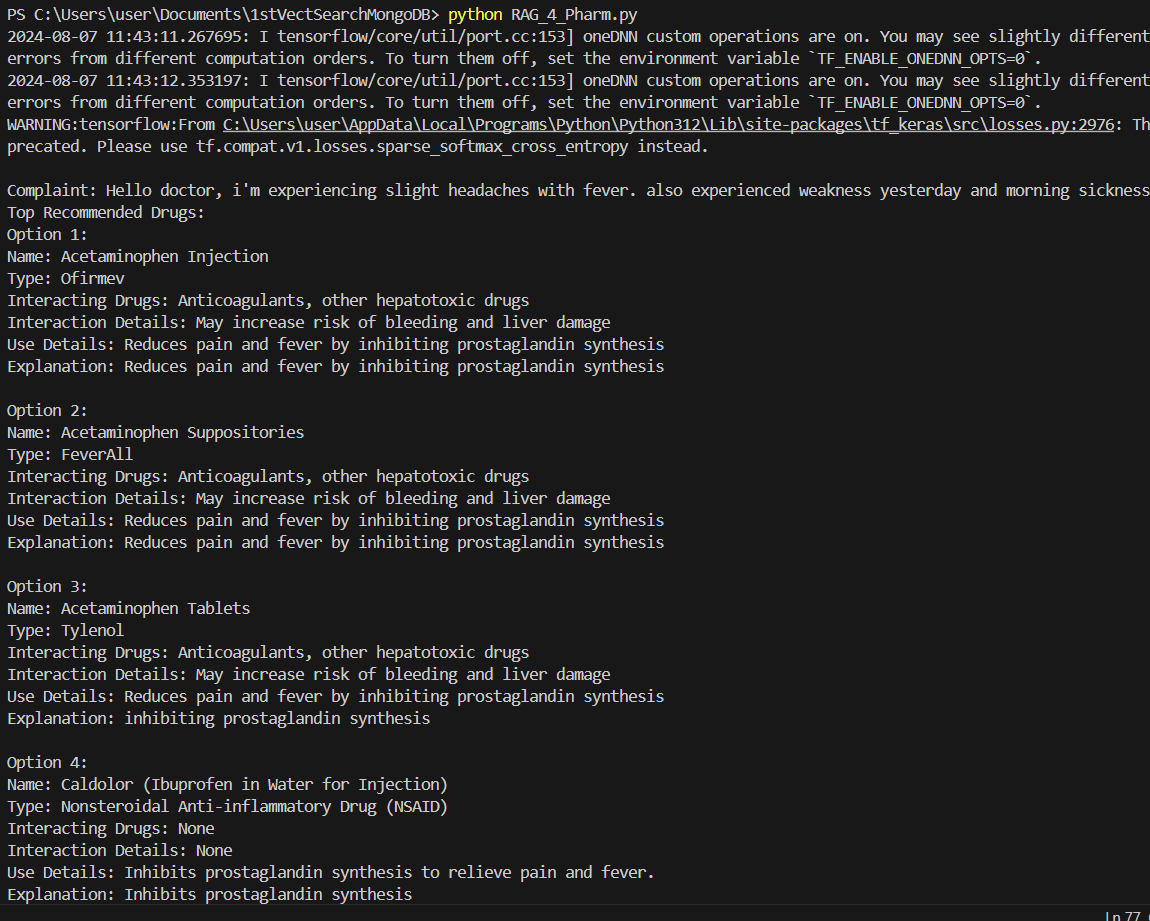 PS C:\Users\user\Documents\1stVectSearchMongoDB> python RAG_4_Pharm.py
2024-08-07 11:43:11.267695: I tensorflow/core/util/port.cc:153] oneDNN custom operations are on. You may see slightly different
errors from different computation orders. To turn them off, set the environment variable `TF_ENABLE_ONEDNN_OPTS=0`.
2024-08-07 11:43:12.353197: I tensorflow/core/util/port.cc:153] oneDNN custom operations are on. You may see slightly different
errors from different computation orders. To turn them off, set the environment variable `TF_ENABLE_ONEDNN_OPTS=0`.
WARNING:tensorflow:From C:\Users\user\AppData\Local\Programs\Python\Python312\Lib\site-packages\tf_keras\src\losses.py:2976: Th
precated. Please use tf.compat.v1.losses.sparse_softmax_cross_entropy instead.
Complaint: Hello doctor, i'm experiencing slight headaches with fever. also experienced weakness yesterday and morning sickness
Top Recommended Drugs:
Option 1:
Name: Acetaminophen Injection
Type: Ofirmev
Interacting Drugs: Anticoagulants, other hepatotoxic drugs
Interaction Details: May increase risk of bleeding and liver damage
Use Details: Reduces pain and fever by inhibiting prostaglandin synthesis
Explanation: Reduces pain and fever by inhibiting prostaglandin synthesis
Option 2:
Name: Acetaminophen Suppositories
Type: FeverAll
Interacting Drugs: Anticoagulants, other hepatotoxic drugs
Interaction Details: May increase risk of bleeding and liver damage
Use Details: Reduces pain and fever by inhibiting prostaglandin synthesis
Explanation: Reduces pain and fever by inhibiting prostaglandin synthesis
Option 3:
Name: Acetaminophen Tablets
Type: Tylenol
Interacting Drugs: Anticoagulants, other hepatotoxic drugs
Interaction Details: May increase risk of bleeding and liver damage
Use Details: Reduces pain and fever by inhibiting prostaglandin synthesis
Explanation: inhibiting prostaglandin synthesis
Option 4:
Name: Caldolor (Ibuprofen in Water for Injection)
Type: Nonsteroidal Anti-inflammatory Drug (NSAID)
Interacting Drugs: None
Interaction Details: None
Use Details: Inhibits prostaglandin synthesis to relieve pain and fever.
Explanation: Inhibits prostaglandin synthesis
Ln 77